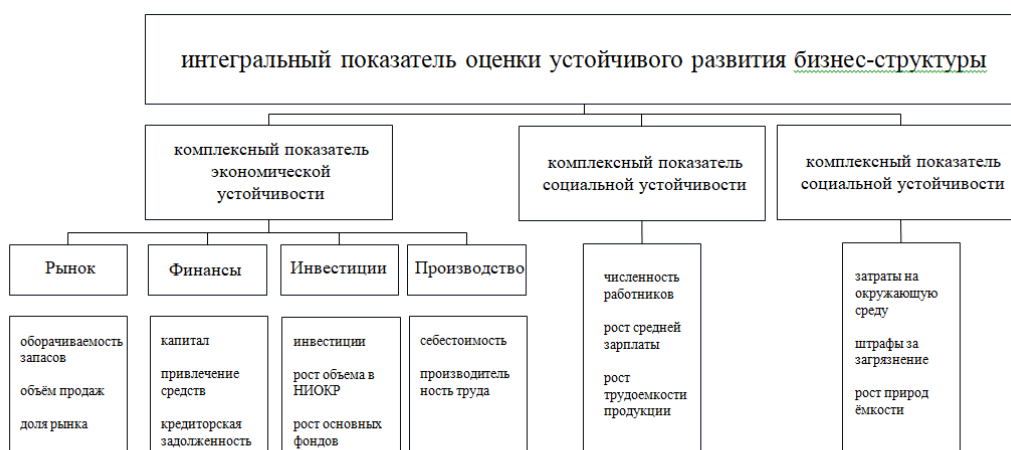 интегральный показатель оценки устойчивого развития бизнес-структуры
комплексный показатель
экономической
устойчивости
комплексный показатель
социальной устойчивости
комплексный показатель
социальной устойчивости
Рынок
Финансы
Инвестиции
Производство
оборачиваемость
запасов
объём продаж
доля рынка
капитал
привлечение
средств
кредиторская
задолженность
инвестиции
рост объема в
НИОКР
рост основных
фондов
себестоимость
производитель
ность труда
численность
работников
рост средней
зарплаты
рост
трудоемкости
продукции
затраты на
окружающую
среду
штрафы за
загрязнение
рост природ
ёмкости